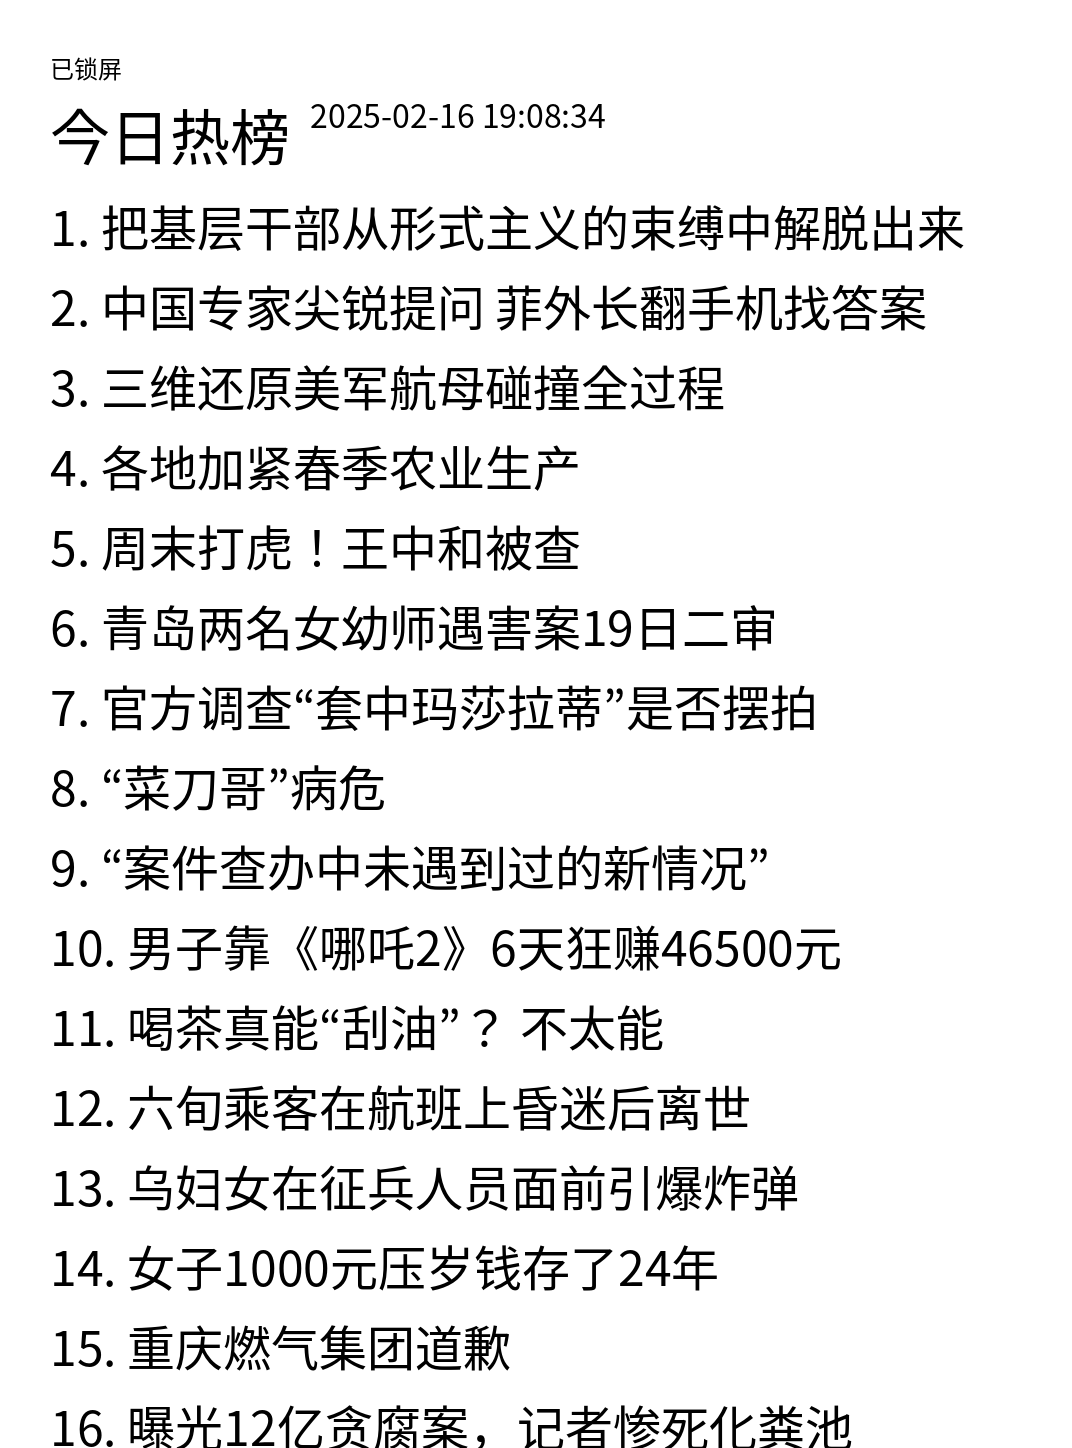 已锁屏
今日热榜 2025-02-16 19:08:34
1. 把基层干部从形式主义的束缚中解脱出来
2. 中国专家尖锐提问 菲外长翻手机找答案
3. 三维还原美军航母碰撞全过程
4. 各地加紧春季农业生产
5. 周末打虎！王中和被查
6. 青岛两名女幼师遇害案19日二审
7. 官方调查“套中玛莎拉蒂”是否摆拍
8. “菜刀哥”病危
9. “案件查办中未遇到过的新情况”
10. 男子靠《哪吒2》6天狂赚46500元
11. 喝茶真能“刮油”？ 不太能
12. 六旬乘客在航班上昏迷后离世
13. 乌妇女在征兵人员面前引爆炸弹
14. 女子1000元压岁钱存了24年
15. 重庆燃气集团道歉
16. 曝光12亿贪腐案，记者惨死化粪池